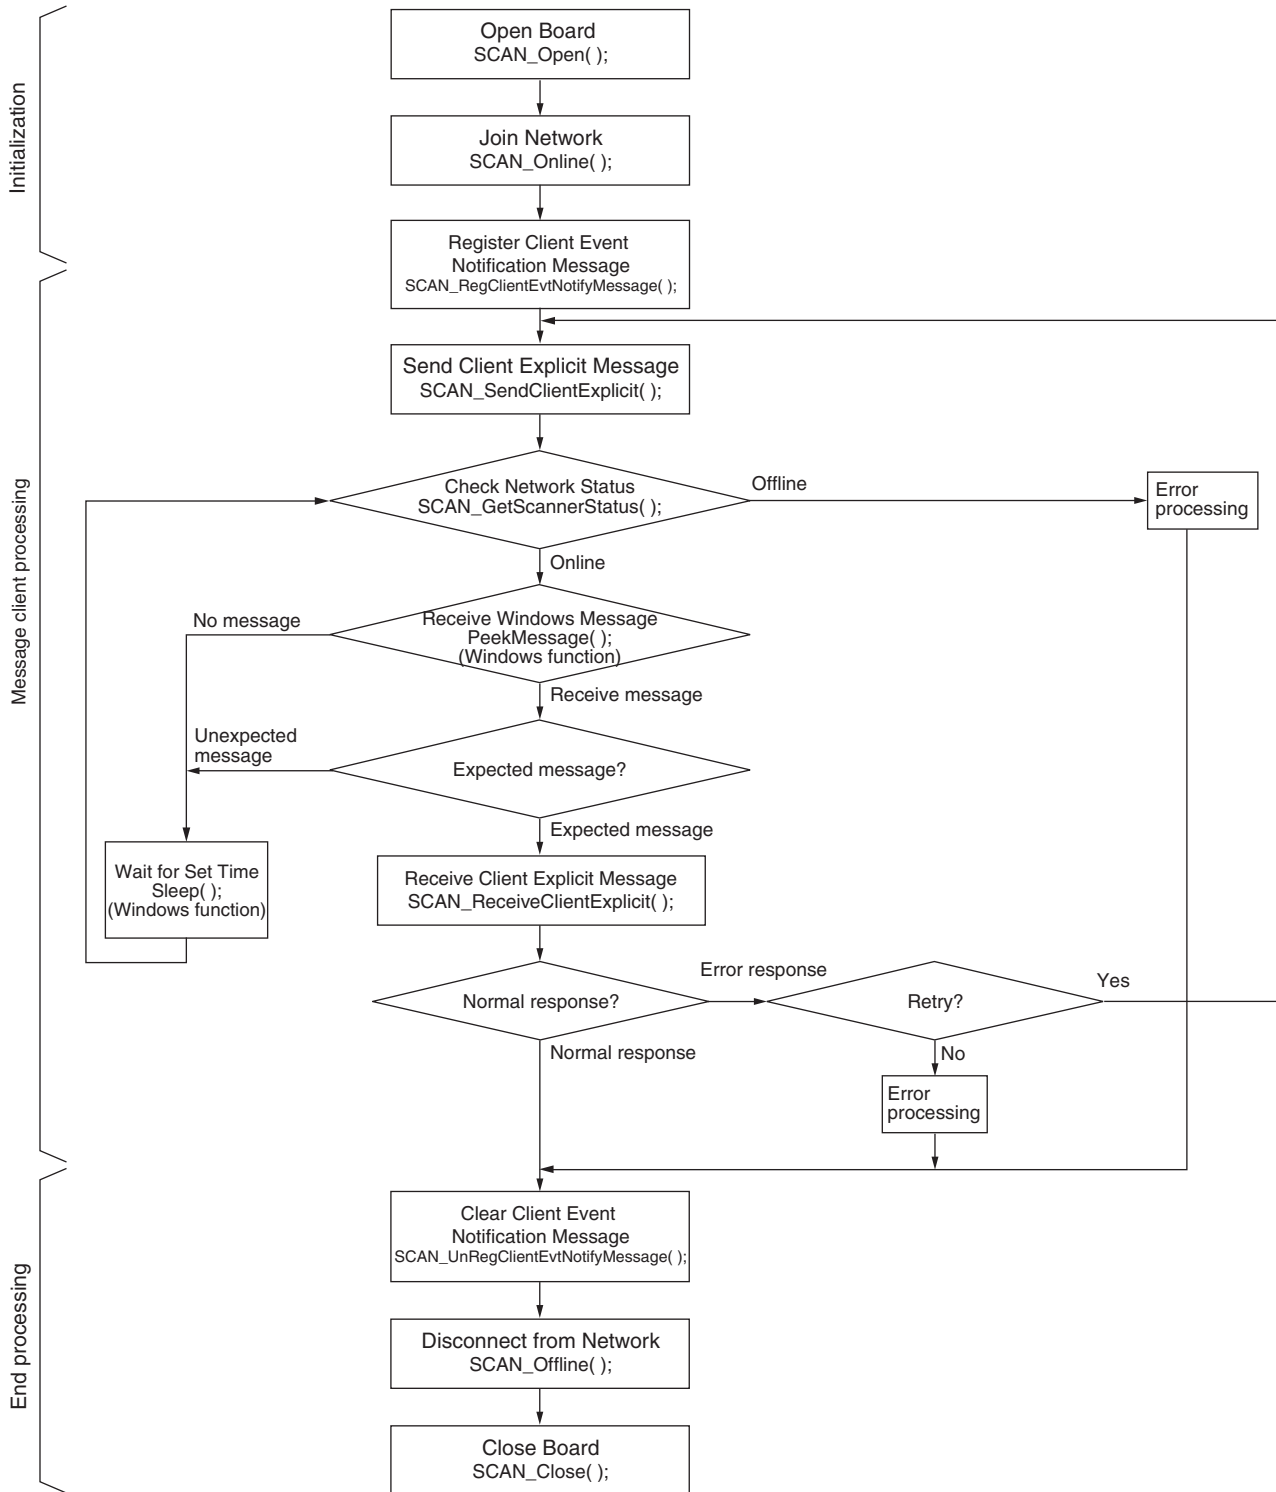 Initialization
Open Board
SCAN_Open( );
Join Network
SCAN_Online( );
Register Client Event
Notification Message
SCAN_RegClientEvtNotifyMessage( );
Message client processing
Send Client Explicit Message
SCAN_SendClientExplicit( );
Check Network Status
SCAN_GetScannerStatus( );
Offline
Error
processing
Online
No message
Receive Windows Message
PeekMessage( );
(Windows function)
Receive message
Unexpected
message
Expected message?
Expected message
Wait for Set Time
Sleep( );
(Windows function)
Receive Client Explicit Message
SCAN_ReceiveClientExplicit( );
Normal response?
Error response
Retry?
Yes
Normal response
No
Error
processing
End processing
Clear Client Event
Notification Message
SCAN_UnRegClientEvtNotifyMessage( );
Disconnect from Network
SCAN_Offline( );
Close Board
SCAN_Close( );